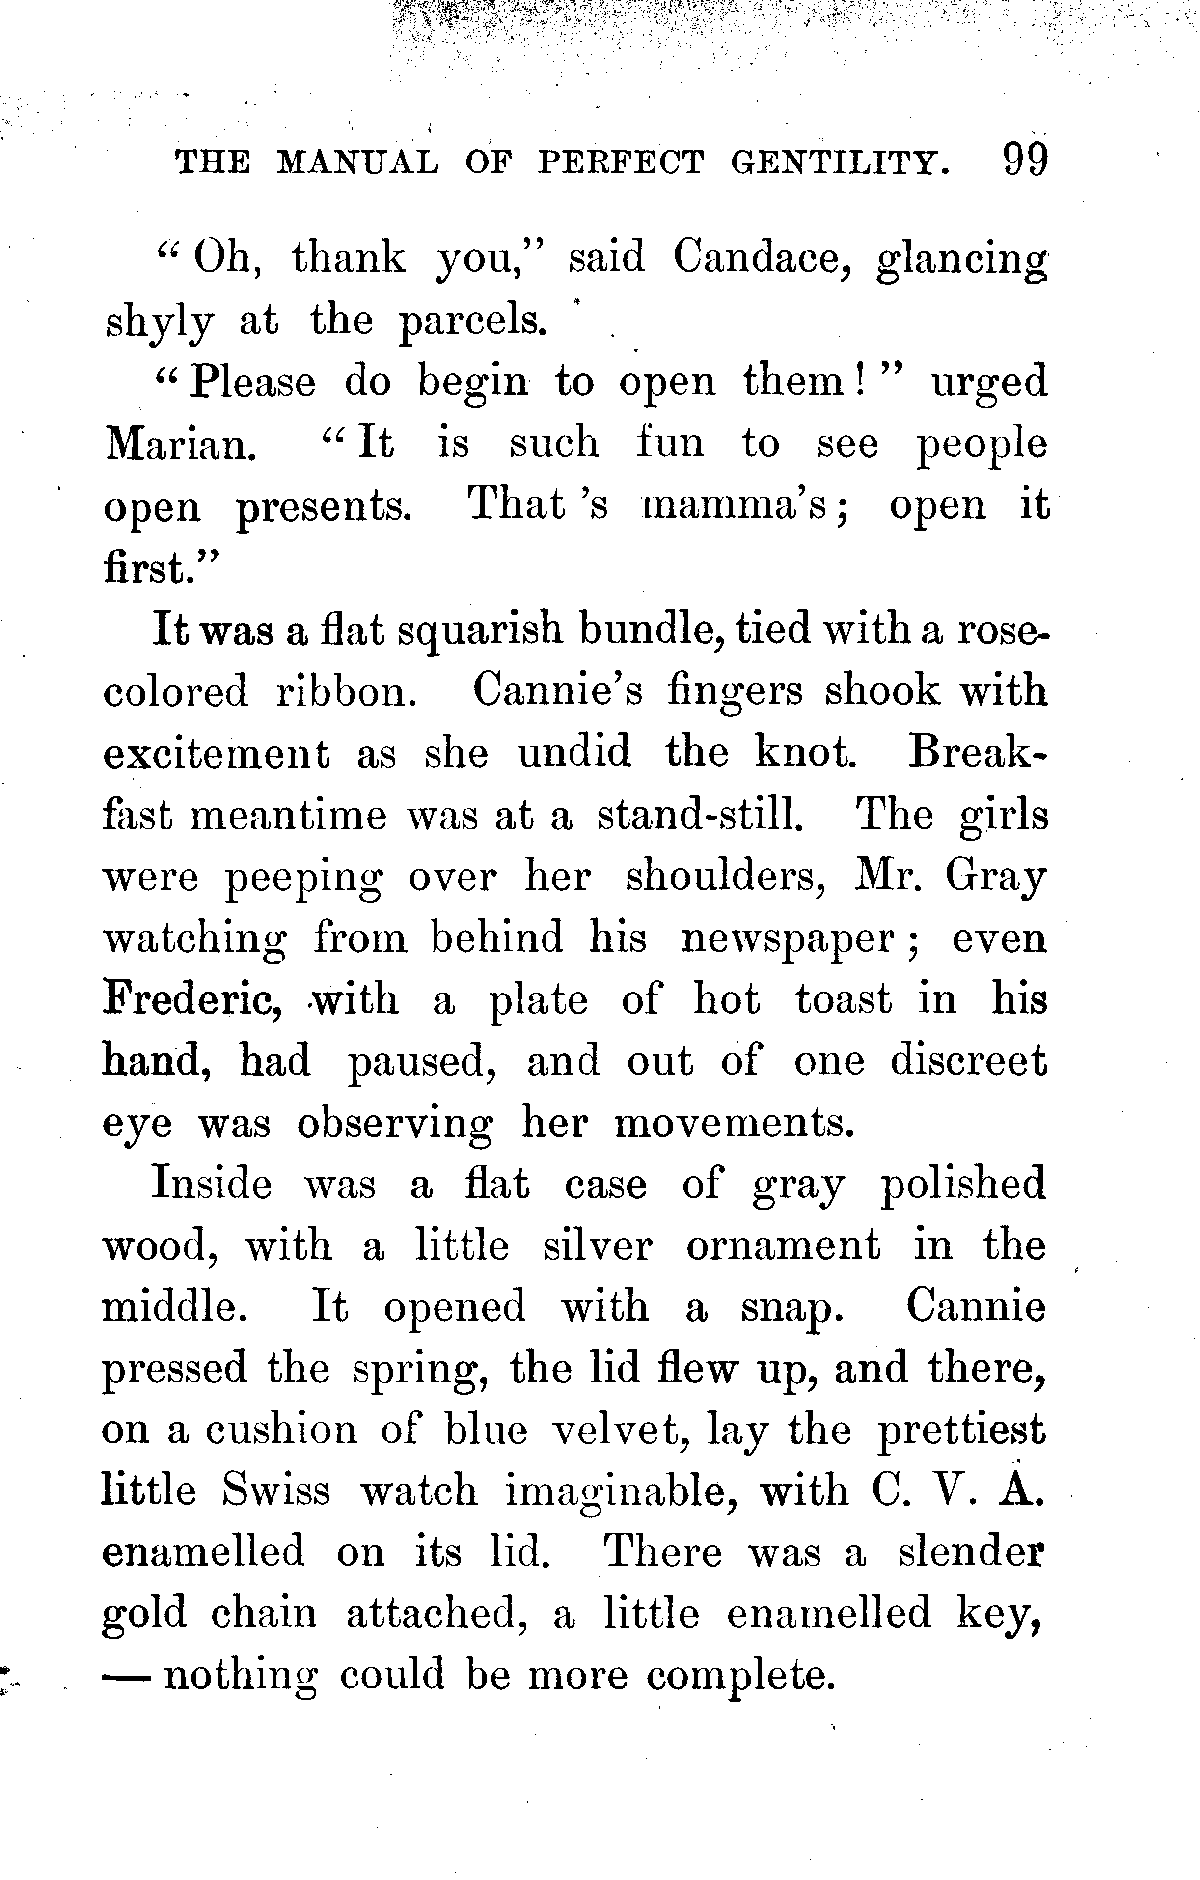 THE MANUAL OF PERFECT GENTILITY. 99
“Oh, thank you,” said Candace, glancing
shyly at the parcels.
“Please do begin to open them!” urged
Marian. “It is such fun to see people
open presents. That 's mamma's; open it
first.”
It was a flat squarish bundle, tied with a rose-
colored ribbon. Cannie's fingers shook with
excitement as she undid the knot. Break-
fast meantime was at a stand-still. The girls
were peeping over her shoulders, Mr. Gray
watching from behind his newspaper; even
Frederic, with a plate of hot toast in his
hand, had paused, and out of one discreet
eye was observing her movements.
Inside was a flat case of gray polished
wood, with a little silver ornament in the
middle. It opened with a snap. Cannie
pressed the spring, the lid flew up, and there,
on a cushion of blue velvet, lay the prettiest
little Swiss watch imaginable, with C. V. A.
enamelled on its lid. There was a slender
gold chain attached, a little enamelled key,
— nothing could be more complete.